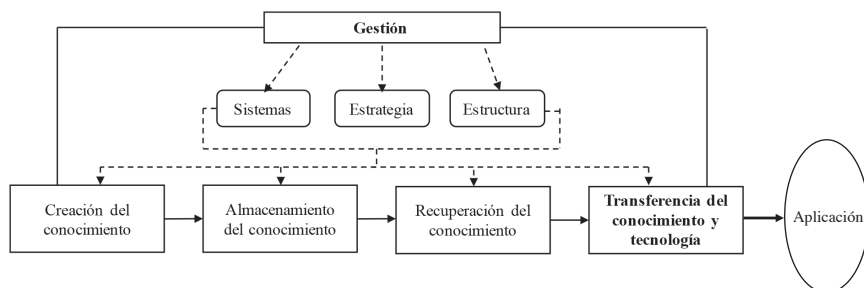 Gestión
Sistemas
Estrategia
Estructura
Creación del
conocimiento
Almacenamiento
del conocimiento
Recuperación del
conocimiento
Transferencia del
conocimiento y
tecnología
Aplicación